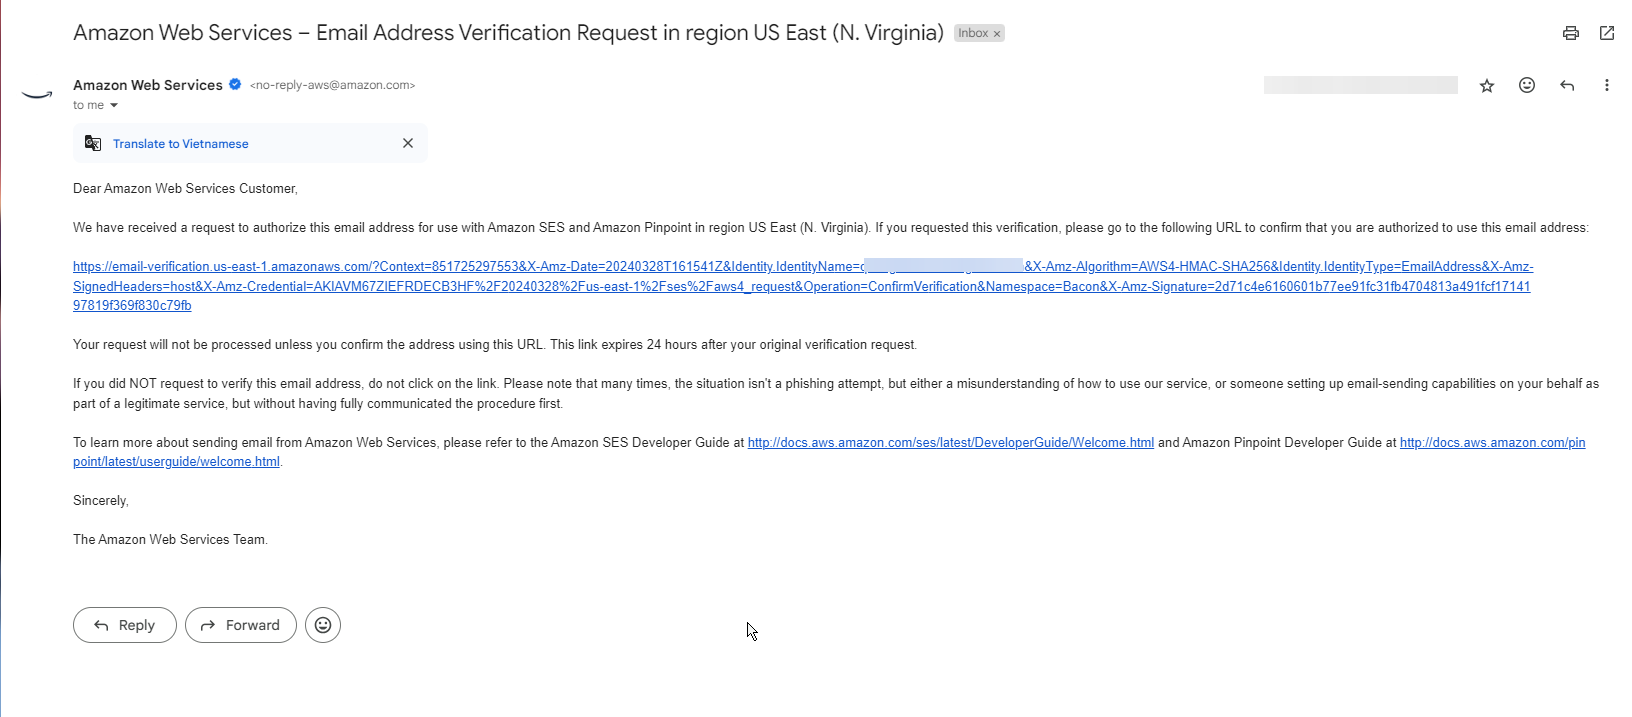 Amazon Web Services – Email Address Verification Request in region US East (N. Virginia) Inbox ×
Amazon Web Services <no-reply-aws@amazon.com>
to me
Translate to Vietnamese
Dear Amazon Web Services Customer,
We have received a request to authorize this email address for use with Amazon SES and Amazon Pinpoint in region US East (N. Virginia). If you requested this verification, please go to the following URL to confirm that you are authorized to use this email address:
https://email-verification.us-east-1.amazonaws.com/?Context=851725297553&X-Amz-Date=20240328T161541Z&Identity.IdentityName= &X-Amz-Algorithm=AWS4-HMAC-SHA256&Identity.IdentityType=EmailAddress&X-Amz-
SignedHeaders=host&X-Amz-Credential=AKIAVM67ZIEFRDECB3HF%2F20240328%2Fus-east-1%2Fses%2Faws4_request&Operation=ConfirmVerification&Namespace=Bacon&X-Amz-Signature=2d71c4e6160601b77ee91fc31fb4704813a491fcf17141
97819f369f830c79fb
Your request will not be processed unless you confirm the address using this URL. This link expires 24 hours after your original verification request.
If you did NOT request to verify this email address, do not click on the link. Please note that many times, the situation isn't a phishing attempt, but either a misunderstanding of how to use our service, or someone setting up email-sending capabilities on your behalf as
part of a legitimate service, but without having fully communicated the procedure first.
To learn more about sending email from Amazon Web Services, please refer to the Amazon SES Developer Guide at http://docs.aws.amazon.com/ses/latest/DeveloperGuide/Welcome.html and Amazon Pinpoint Developer Guide at http://docs.aws.amazon.com/pin
point/latest/userguide/welcome.html.
Sincerely,
The Amazon Web Services Team.
Reply Forward